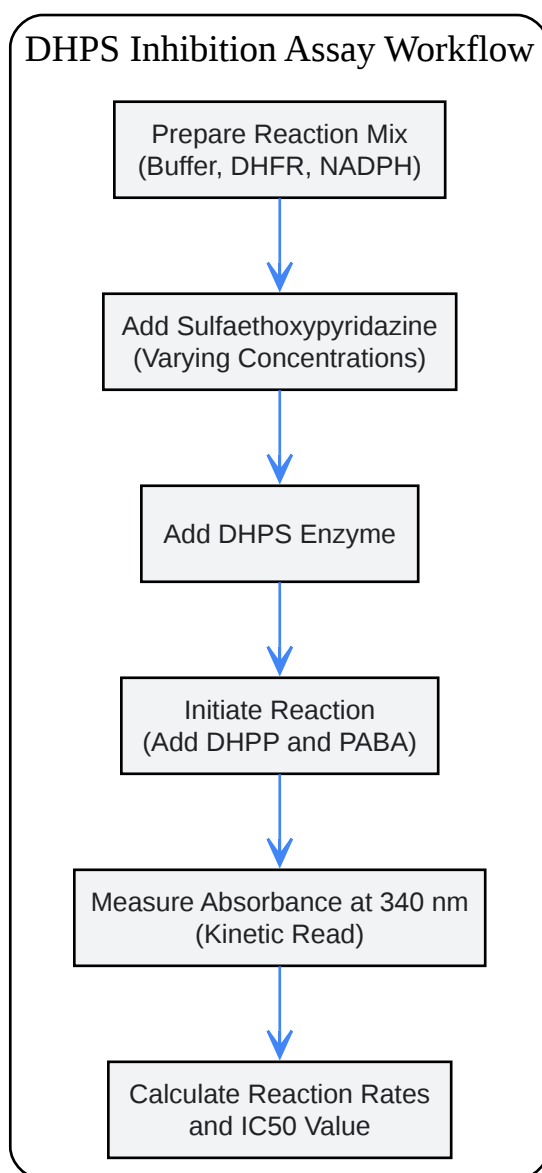 DHPS Inhibition Assay Workflow
Prepare Reaction Mix
(Buffer, DHFR, NADPH)
Add Sulfaethoxypyridazine
(Varying Concentrations)
Add DHPS Enzyme
Initiate Reaction
(Add DHPP and PABA)
Measure Absorbance at 340 nm
(Kinetic Read)
Calculate Reaction Rates
and IC50 Value